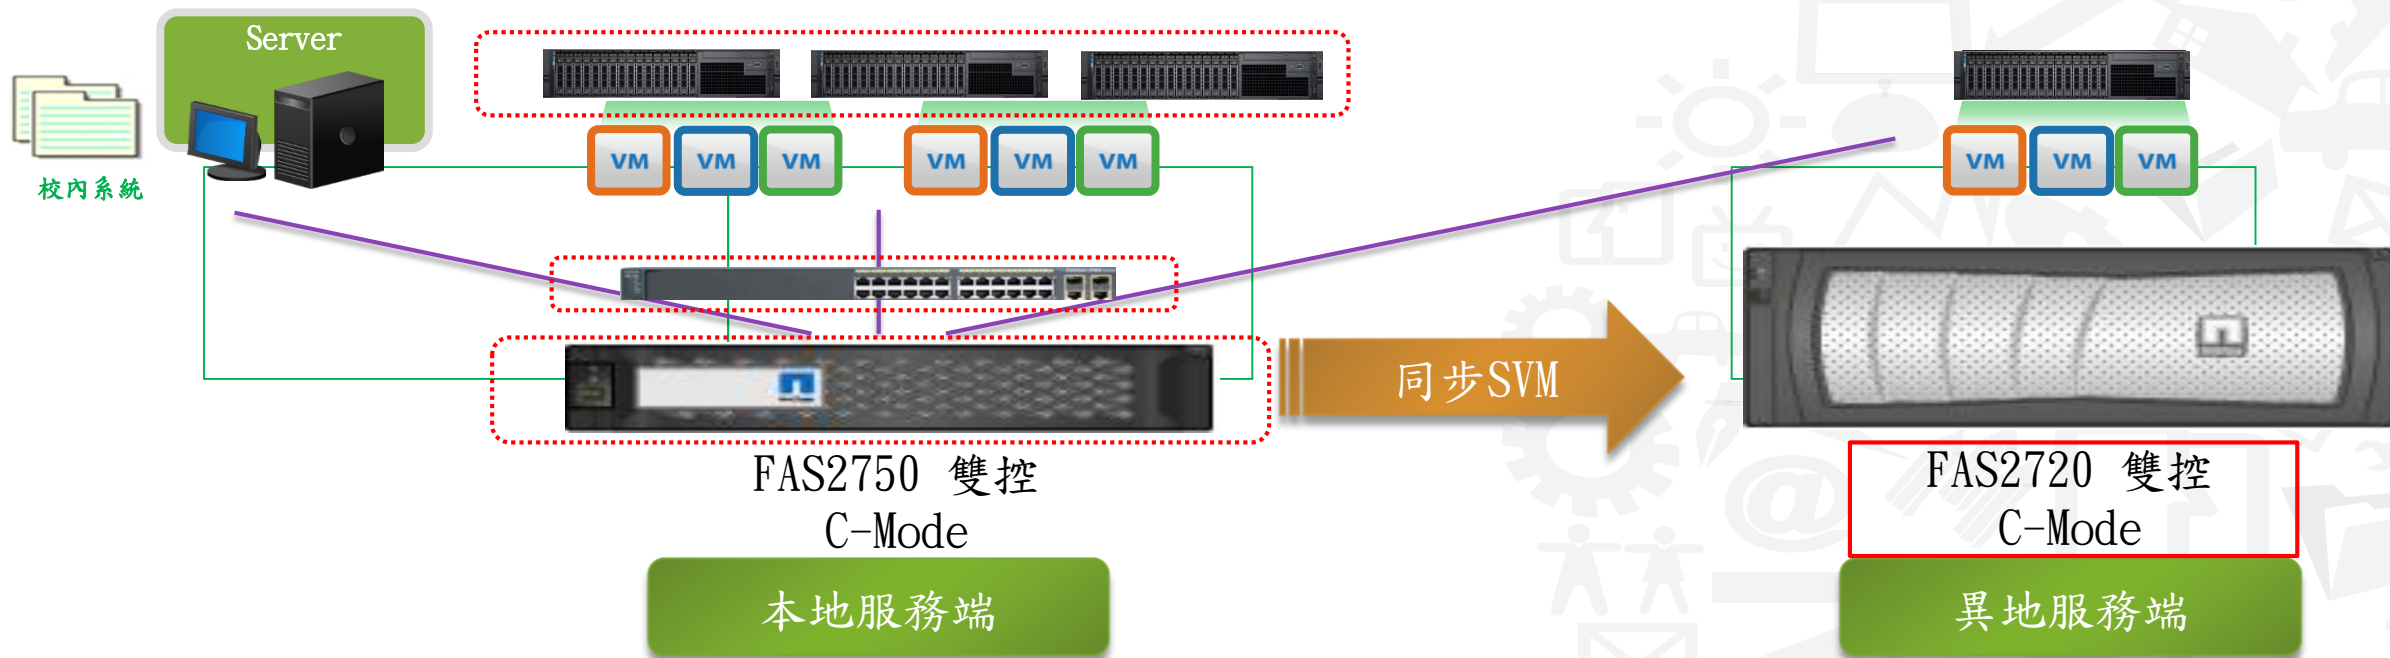 Server
校內系統
VM VM VM VM VM VM
VM VM VM
同步SVM
FAS2750 雙控
C-Mode
本地服務端
FAS2720 雙控
C-Mode
異地服務端